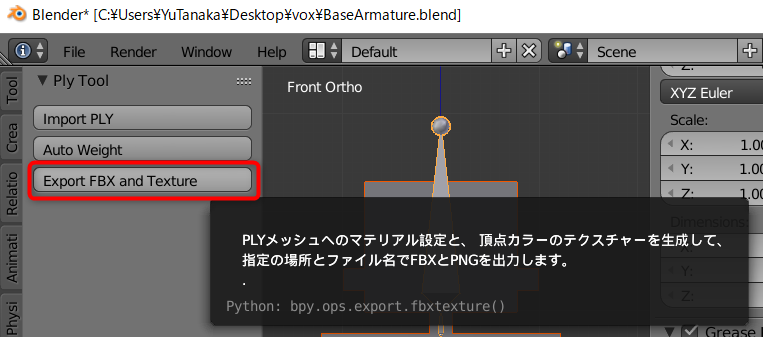 Blender* [C:¥Users¥YuTanaka¥Desktop¥vox¥BaseArmature.blend]
File Render Window Help Default Scene
Tool
Crea
Relatio
Animati
Physi
Ply Tool
Import PLY
Auto Weight
Export FBX and Texture
Front Ortho
PLYメッシュへのマテリアル設定と、 頂点カラーのテクスチャーを生成して、
指定の場所とファイル名でFBXとPNGを出力します。
.
Python: bpy.ops.export.fbxtexture()
Z:
XYZ Euler
Scale:
X: 1.00
Y: 1.00
Z: 1.00
Dimensions:
X:
Y:
Z:
Grease